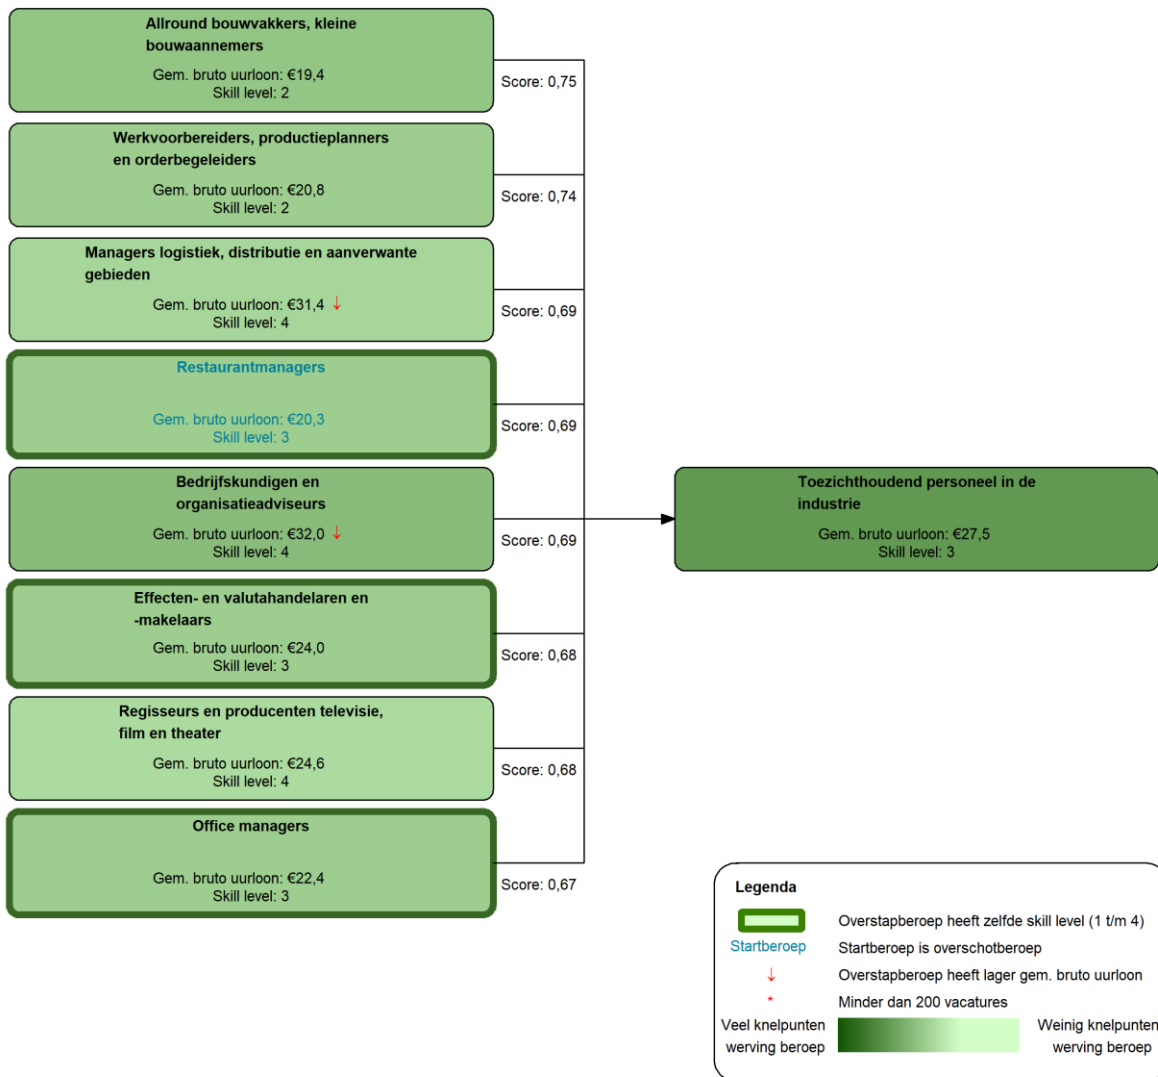 Allround bouwvakkers, kleine
bouwaannemers
Gem. bruto uurloon: €19,4
Skill level: 2
Score: 0,75
Werkvoorbereiders, productieplanners
en orderbegeleiders
Gem. bruto uurloon: €20,8
Skill level: 2
Score: 0,74
Managers logistiek, distributie en aanverwante
gebieden
Gem. bruto uurloon: €31,4 ↓
Skill level: 4
Score: 0,69
Restaurantmanagers
Gem. bruto uurloon: €20,3
Skill level: 3
Score: 0,69
Bedrijfskundigen en
organisatieadviseurs
Gem. bruto uurloon: €32,0 ↓
Skill level: 4
Score: 0,69
Effecten- en valutahandelaren en
-makelaars
Gem. bruto uurloon: €24,0
Skill level: 3
Score: 0,68
Regisseurs en producenten televisie,
film en theater
Gem. bruto uurloon: €24,6
Skill level: 4
Score: 0,68
Office managers
Gem. bruto uurloon: €22,4
Skill level: 3
Score: 0,67
Toezichthoudend personeel in de
industrie
Gem. bruto uurloon: €27,5
Skill level: 3
Legenda
Overstapberoep heeft zelfde skill level (1 t/m 4)
Startberoep Startberoep is overschotberoep
↓ Overstapberoep heeft lager gem. bruto uurloon
* Minder dan 200 vacatures
Veel knelpunten
werving beroep
Weinig knelpunten
werving beroep